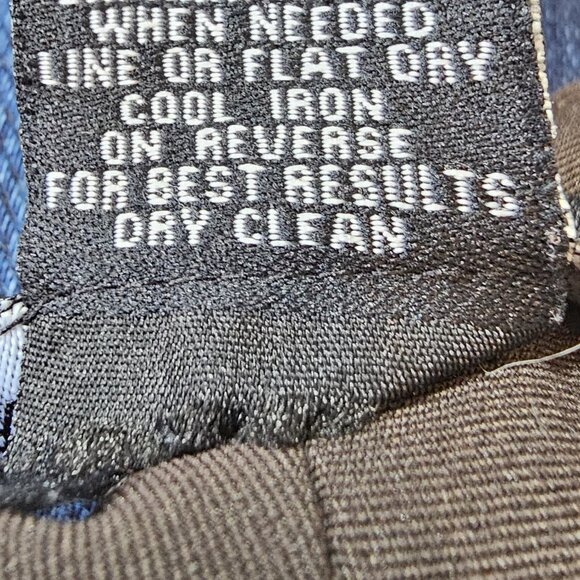 WHEN NEEDED
LINE OR FLAT DRY
COOL IRON
ON REVERSE
FOR BEST RESULTS
DRY CLEAN